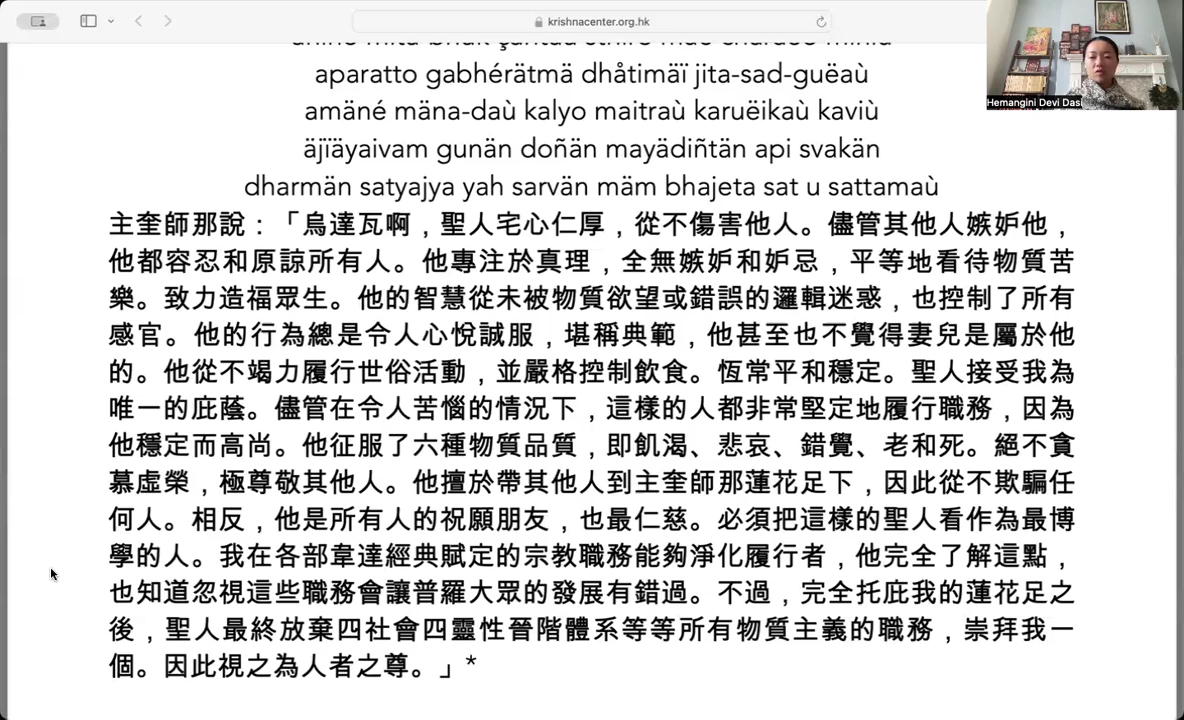 krishnacenter.org.hk
Hemangini Devi Dasi
aparatto gabhérätmä dhåtimäï jita-sad-guëaù
amäné mäna-daù kalyo maitraù karuëikaù kaviù
äjïäyaivam gunän doñän mayädiñtän api svakän
dharmän satyajya yah sarvän mäm bhajeta sat u sattamaù
主奎師那說：「烏達瓦啊，聖人宅心仁厚，從不傷害他人。儘管其他人嫉妒他，
他都容忍和原諒所有人。他專注於真理，全無嫉妒和妒忌，平等地看待物質苦
樂。致力造福眾生。他的智慧從未被物質欲望或錯誤的邏輯迷惑，也控制了所有
感官。他的行為總是令人心悅誠服，堪稱典範，他甚至也不覺得妻兒是屬於他
的。他從不竭力履行世俗活動，並嚴格控制飲食。恆常平和穩定。聖人接受我為
唯一的庇蔭。儘管在令人苦惱的情況下，這樣的人都非常堅定地履行職務，因為
他穩定而高尚。他征服了六種物質品質，即飢渴、悲哀、錯覺、老和死。絕不貪
慕虛榮，極尊敬其他人。他擅於帶其他人到主奎師那蓮花足下，因此從不欺騙任
何人。相反，他是所有人的祝願朋友，也最仁慈。必須把這樣的聖人看作為最博
學的人。我在各部韋達經典賦定的宗教職務能夠淨化履行者，他完全了解這點，
也知道忽視這些職務會讓普羅大眾的發展有錯過。不過，完全托庇我的蓮花足之
後，聖人最終放棄四社會四靈性晉階體系等等所有物質主義的職務，崇拜我一
個。因此視之為人者之尊。」*